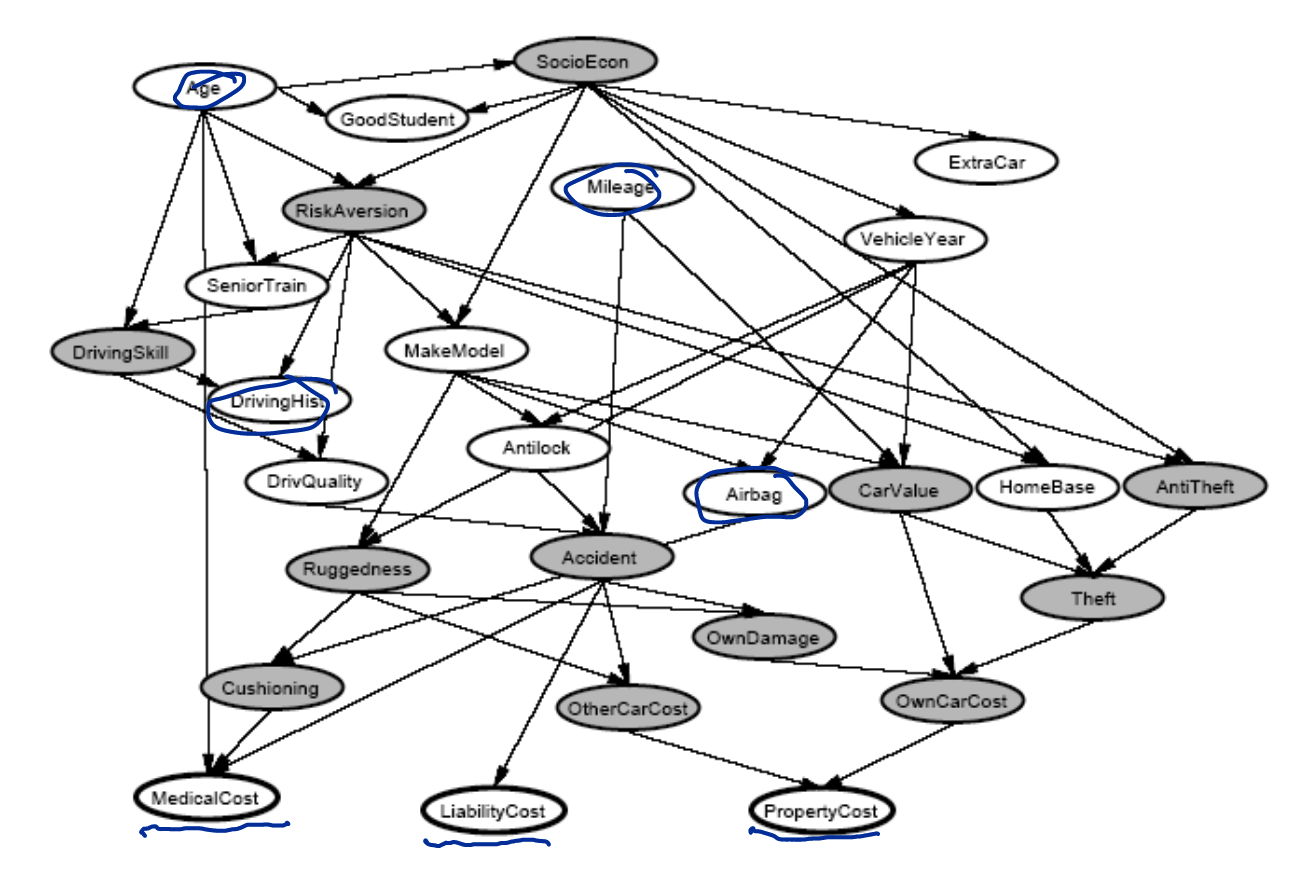 SocioEcon
Age
GoodStudent
ExtraCar
Mileage
RiskAversion
VehicleYear
SeniorTrain
DrivingSkill
MakeModel
DrivingHist
Antilock
DrivQuality
Airbag
CarValue
HomeBase
AntiTheft
Accident
Ruggedness
Theft
OwnDamage
Cushioning
OtherCarCost
OwnCarCost
MedicalCost
LiabilityCost
PropertyCost